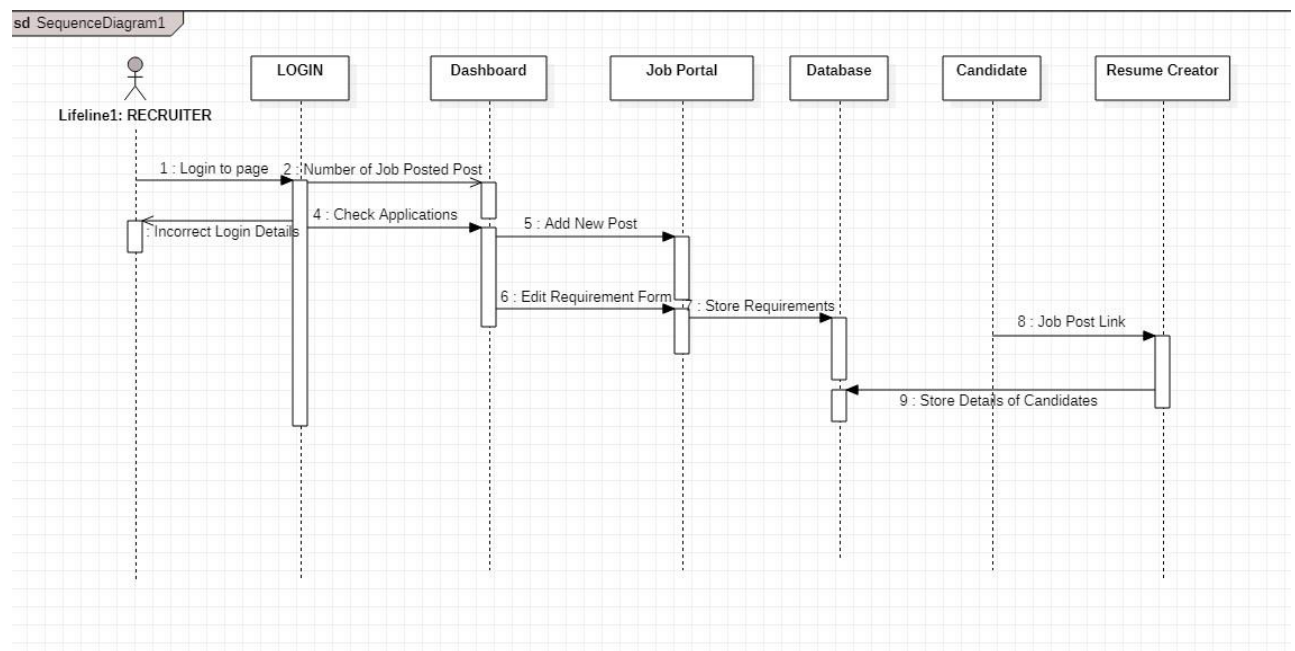 sd SequenceDiagram1
LOGIN
Dashboard
Job Portal
Database
Candidate
Resume Creator
Lifeline1: RECRUITER
1 : Login to page
2 : Number of Job Posted Post
4 : Check Applications
: Incorrect Login Details
5 : Add New Post
6 : Edit Requirement Form
7 : Store Requirements
8 : Job Post Link
9 : Store Details of Candidates